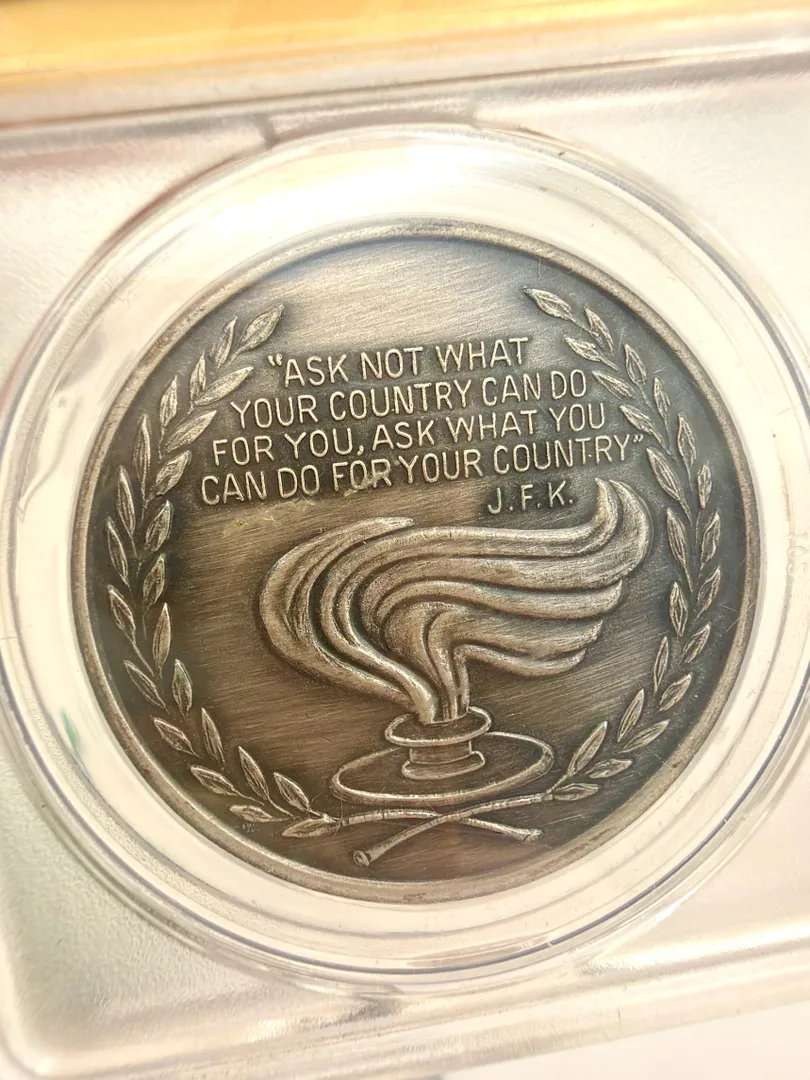 “ASK NOT WHAT
YOUR COUNTRY CAN DO
FOR YOU, ASK WHAT YOU
CAN DO FOR YOUR COUNTRY”
J.F.K.